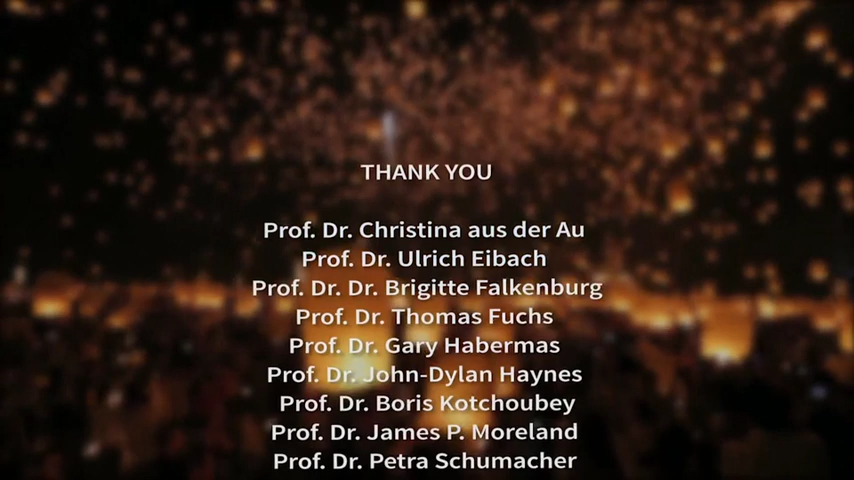 THANK YOU
Prof. Dr. Christina aus der Au
Prof. Dr. Ulrich Eibach
Prof. Dr. Dr. Brigitte Falkenburg
Prof. Dr. Thomas Fuchs
Prof. Dr. Gary Habermas
Prof. Dr. John-Dylan Haynes
Prof. Dr. Boris Kotchoubey
Prof. Dr. James P. Moreland
Prof. Dr. Petra Schumacher